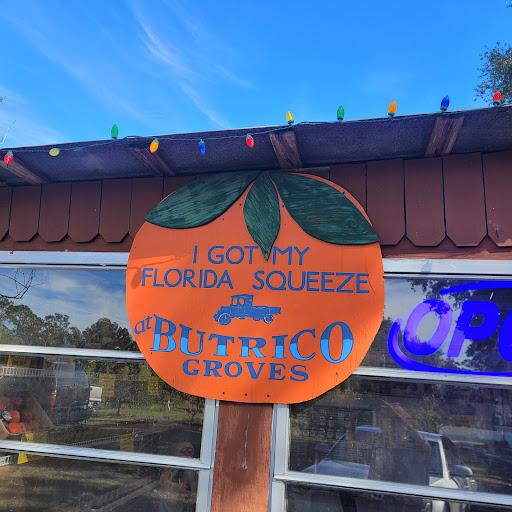 I GOT MY
FLORIDA SQUEEZE
at BUTRICO
GROVES
OP